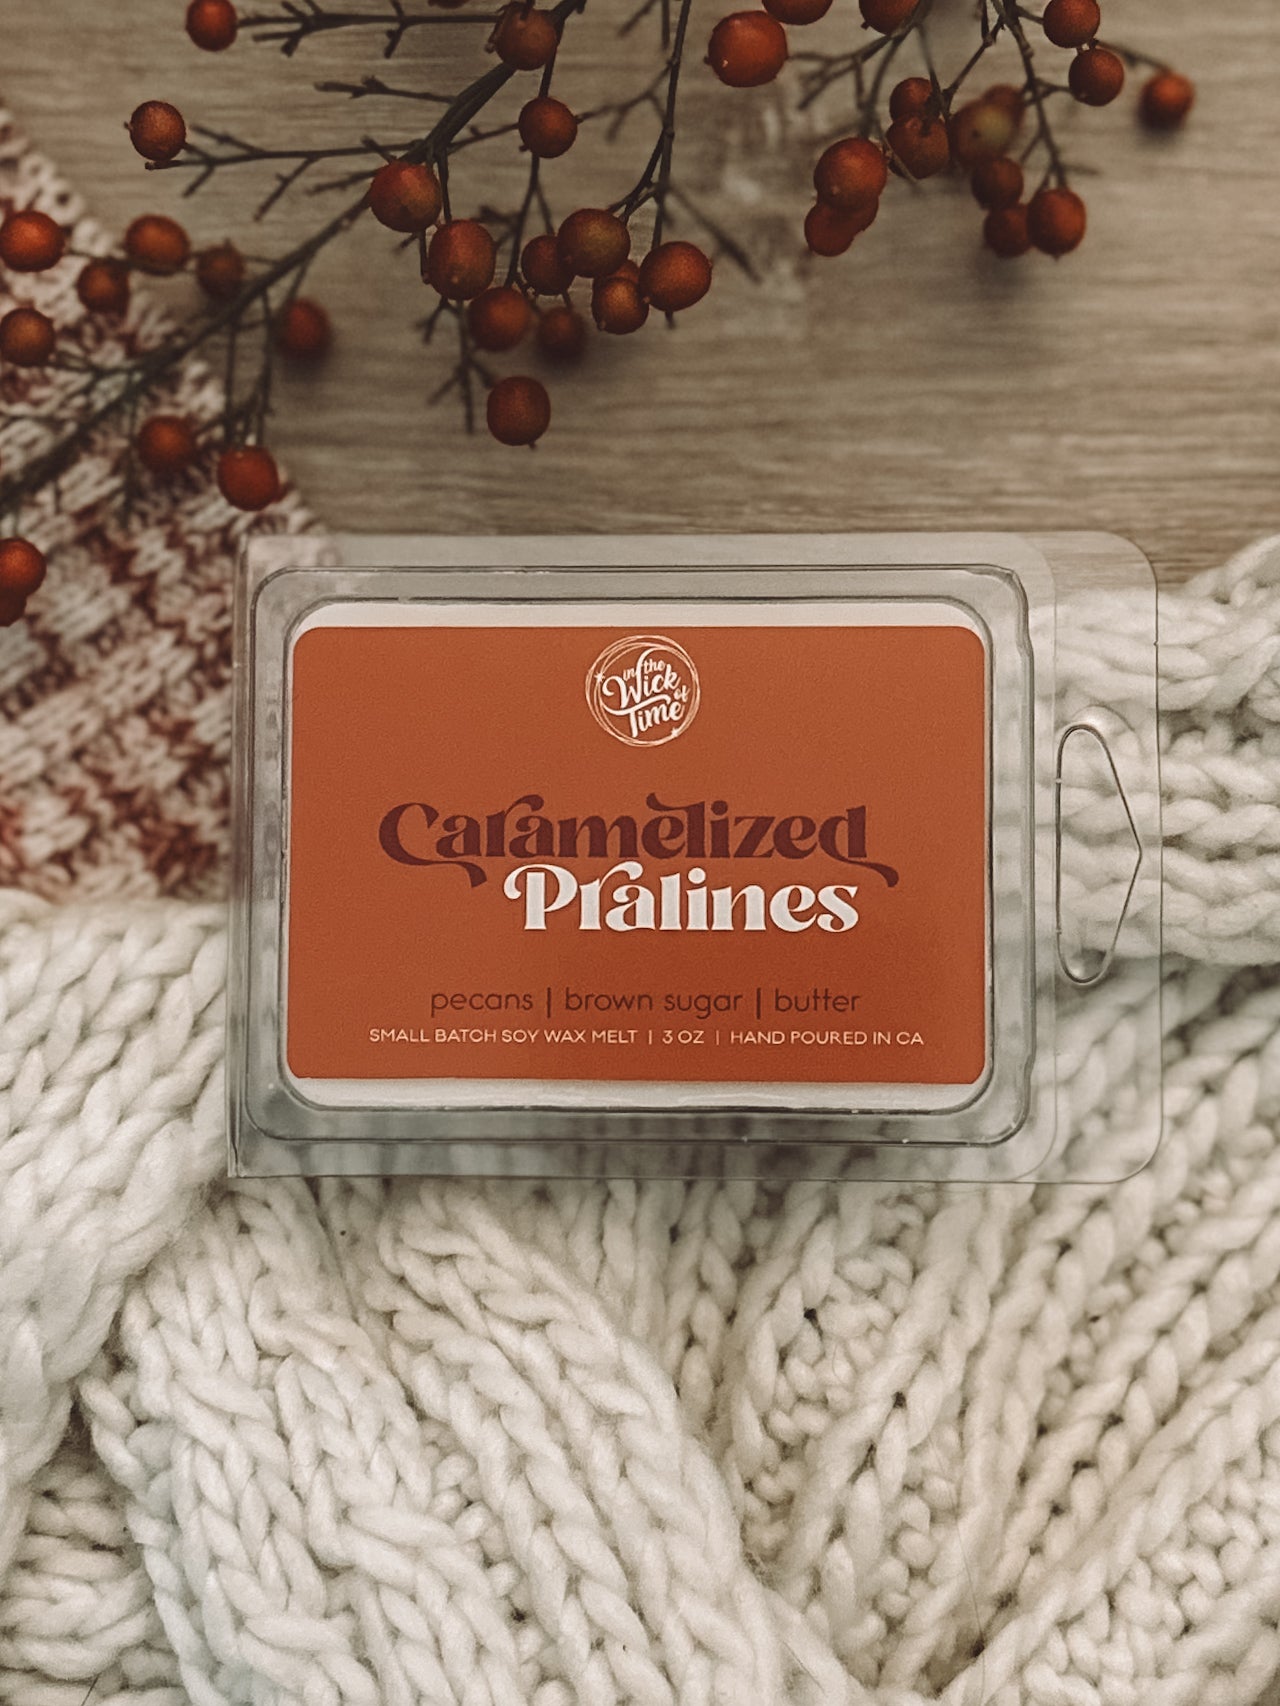 in the
Wick of
Time
Caramelized
Pralines
pecans | brown sugar | butter
SMALL BATCH SOY WAX MELT | 3 OZ | HAND POURED IN CA